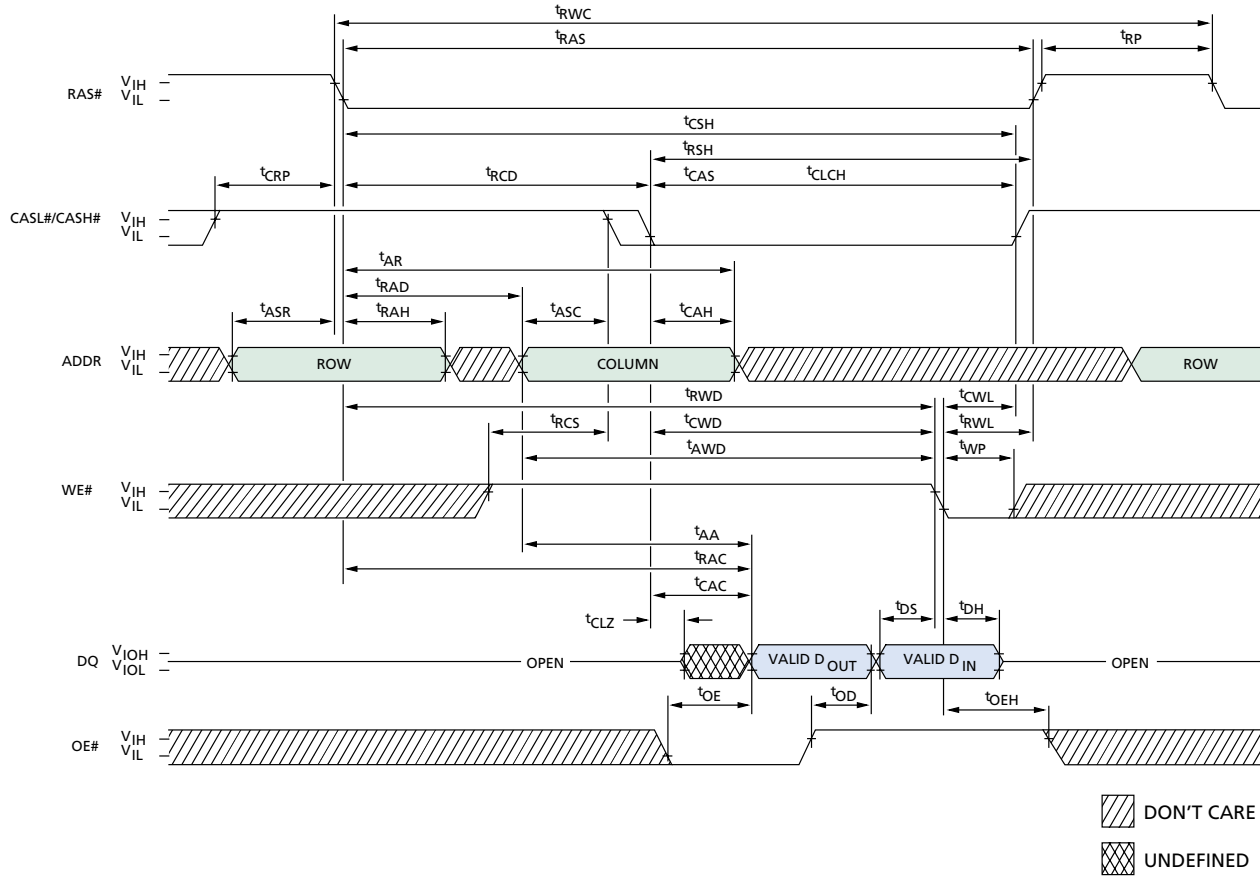 tRWC
tRAS tRP
RAS# VIH
VIL
tCSH
tRSH
tCRP tRCD tCAS tCLCH
CASL#/CASH# VIH
VIL
tAR
tRAD
tASR tRAH tASC tCAH
ADDR VIH
VIL
ROW COLUMN ROW
tRWD tCWL
tRCS tCWD tRWL
tAWD tWP
WE# VIH
VIL
tAA
tRAC
tCAC
tCLZ tDS tDH
DQ VIOH
VIOL
OPEN VALID DOUT VALID DIN OPEN
tOE tOD tOEH
OE# VIH
VIL
DON'T CARE
UNDEFINED